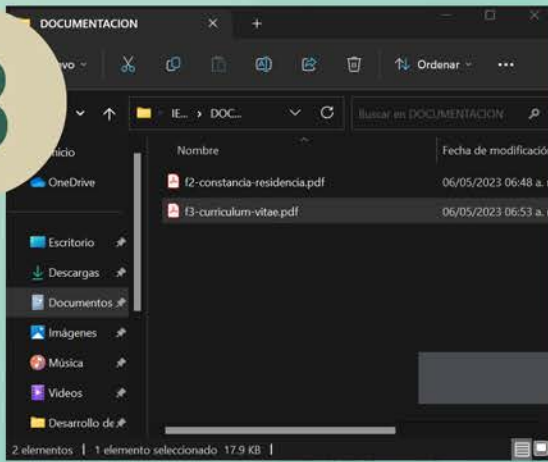 DOCUMENTACION
Ordenar
IE... > DOC...
Buscar en DOCUMENTACION
Nombre
Fecha de modificació
OneDrive
f2-constancia-residencia.pdf
06/05/2023 06:48 a.
f3-curriculum-vitae.pdf
06/05/2023 06:53 a.
Escritorio
Descargas
Documentos
Imágenes
Música
Videos
Desarrollo de
2 elementos | 1 elemento seleccionado 17.9 KB |